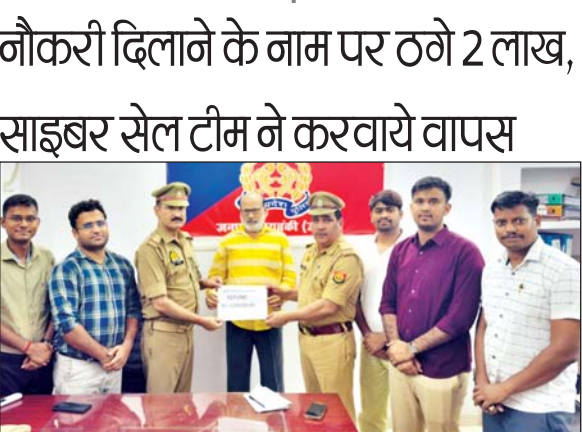 नौकरी दिलाने के नाम पर ठगे 2 लाख,
साइबर सेल टीम ने करवाये वापस